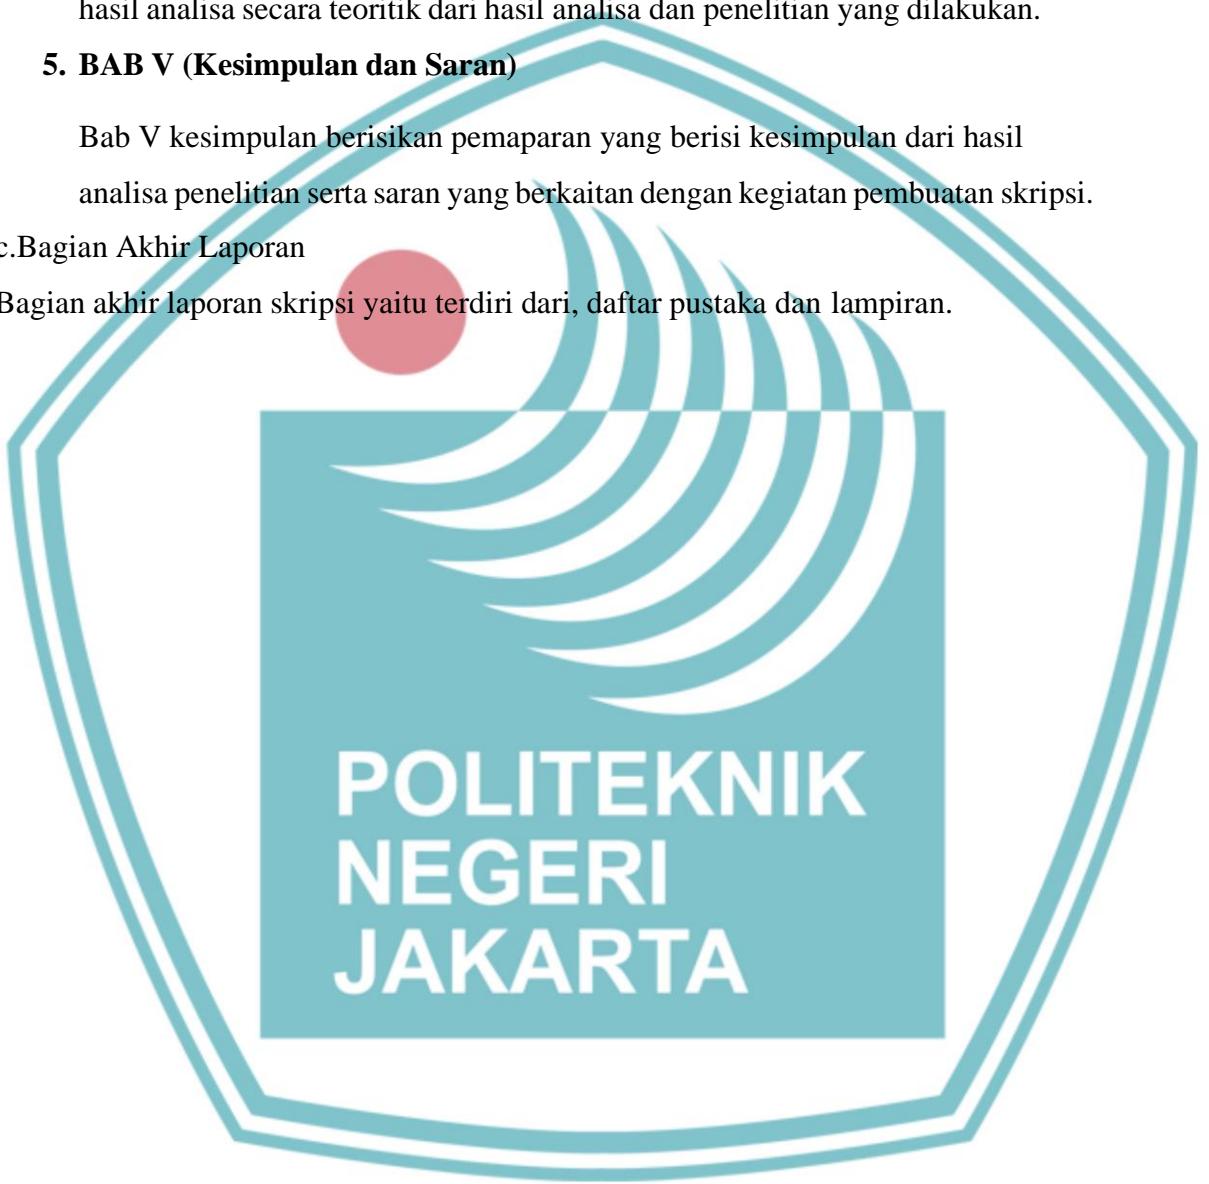 hasil analisa secara teoritik dari hasil analisa dan penelitian yang dilakukan.
5. BAB V (Kesimpulan dan Saran)
Bab V kesimpulan berisikan pemaparan yang berisi kesimpulan dari hasil
analisa penelitian serta saran yang berkaitan dengan kegiatan pembuatan skripsi.
c.Bagian Akhir Laporan
Bagian akhir laporan skripsi yaitu terdiri dari, daftar pustaka dan lampiran.
POLITEKNIK
NEGERI
JAKARTA